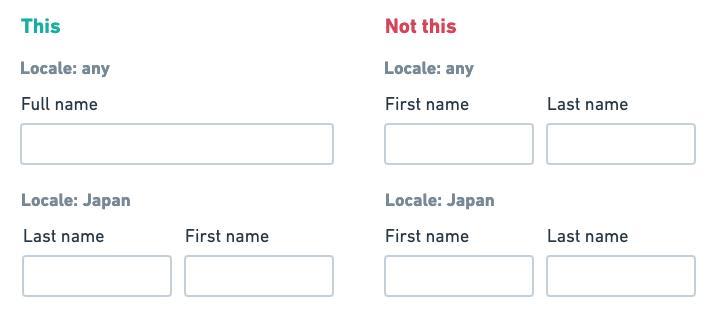 This
Locale: any
Full name
Locale: Japan
Last name First name
Not this
Locale: any
First name Last name
Locale: Japan
First name Last name